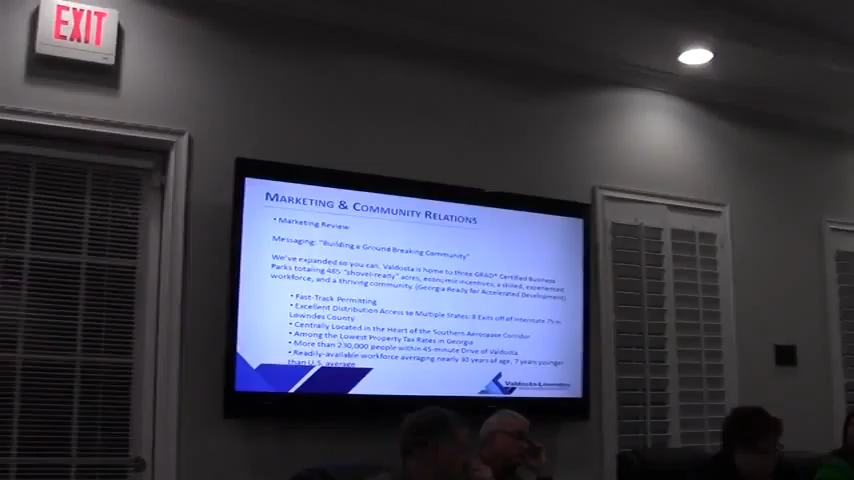 EXIT
MARKETING & COMMUNITY RELATIONS
• Marketing Review:
Messaging: "Building a Ground Breaking Community"
We've expanded so you can. Valdosta is home to three GRAD* Certified Business
Parks totaling 485 "shovel-ready" acres, economic incentives, a skilled, experienced
workforce, and a thriving community. (Georgia Ready for Accelerated Development)
• Fast-Track Permitting
• Excellent Distribution Access to Multiple States: 8 Exits off of Interstate 75 in
Lowndes County
• Centrally Located in the Heart of the Southern Aerospace Corridor
• Among the Lowest Property Tax Rates in Georgia
• More than 230,000 people within 45-minute Drive of Valdosta
• Readily-available workforce averaging nearly 30 years of age, 7 years younger
than U.S. average
Valdosta-Lowndes